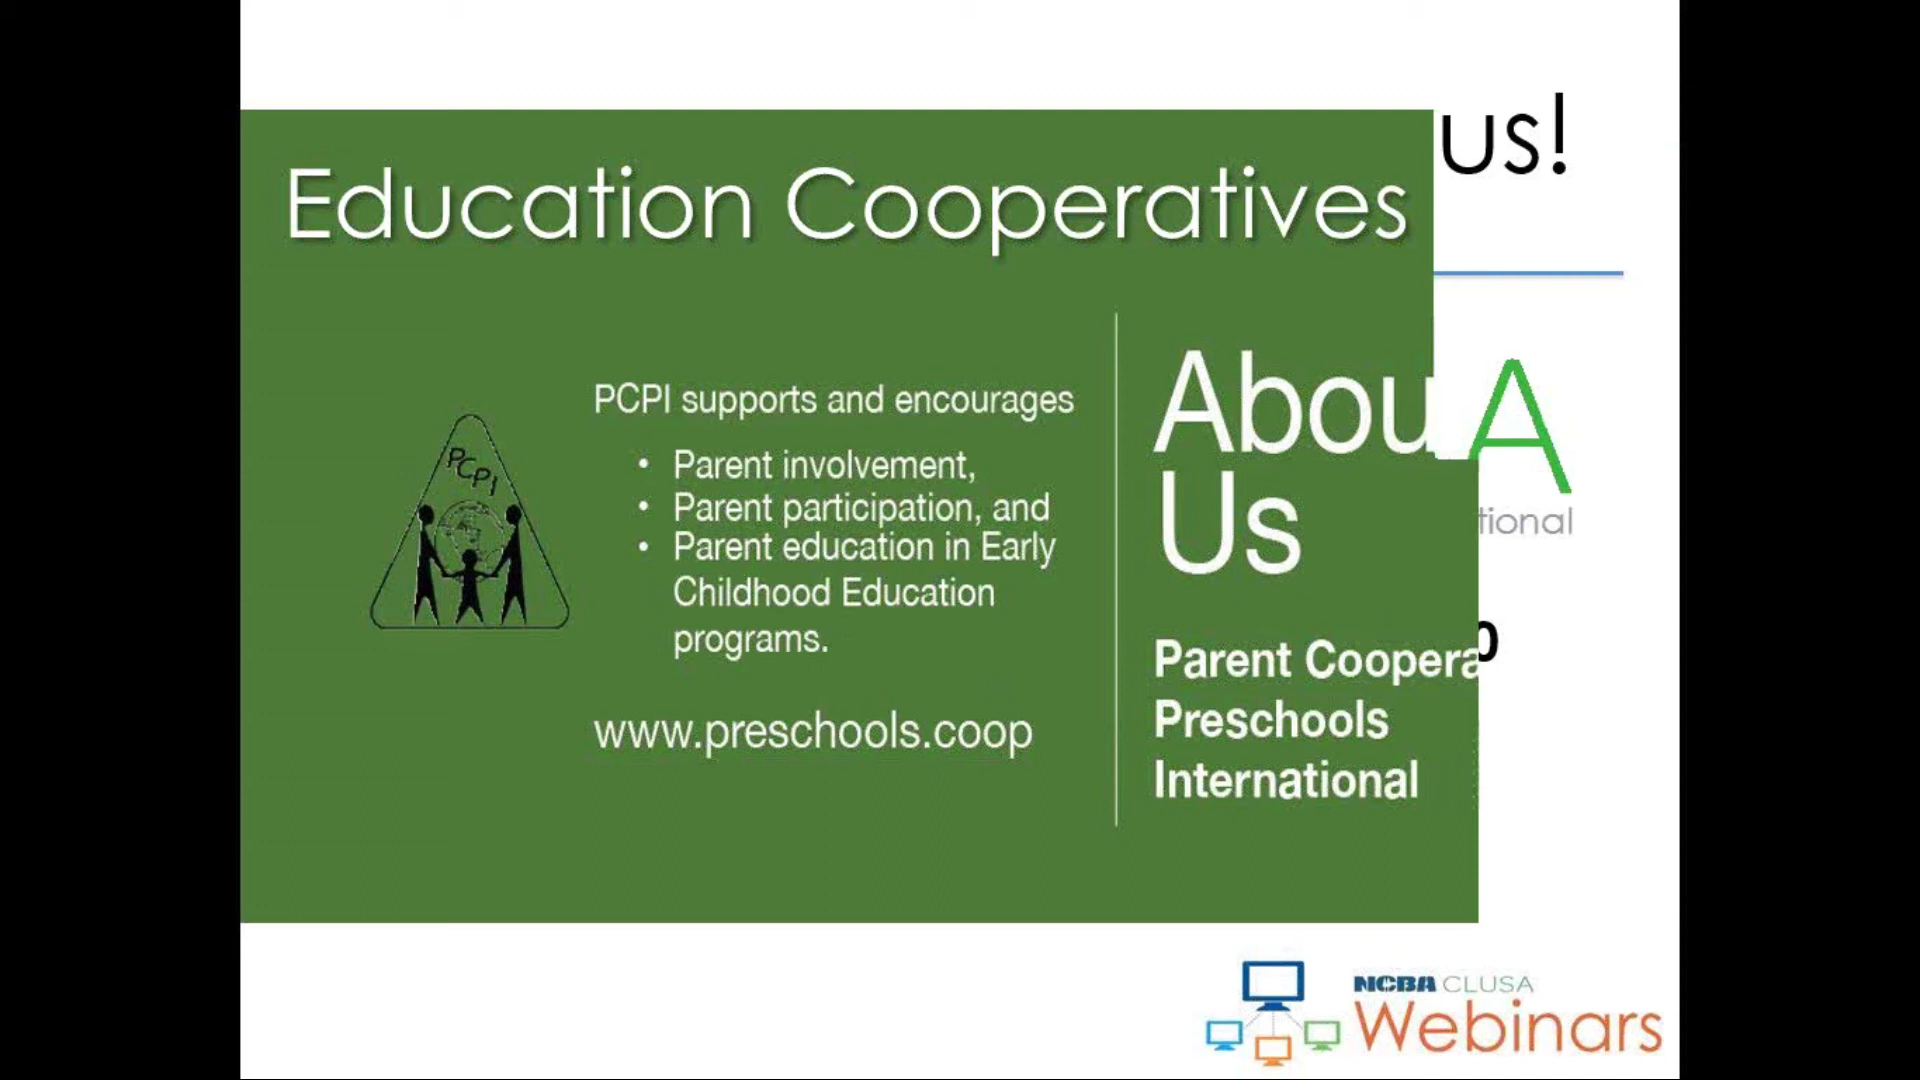 us!
Education Cooperatives
PCPI supports and encourages
• Parent involvement,
• Parent participation, and
• Parent education in Early
Childhood Education
programs.
www.preschools.coop
PCPI
Abou
Us
Parent Coopera
Preschools
International
A
tional
NCBA CLUSA
Webinars